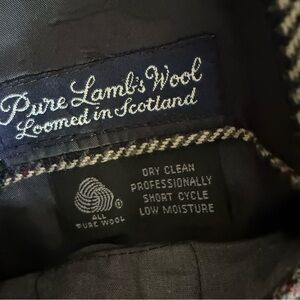 Pure Lamb's Wool
Loomed in Scotland
DRY CLEAN
PROFESSIONALLY
SHORT CYCLE
LOW MOISTURE
ALL
PURE WOOL